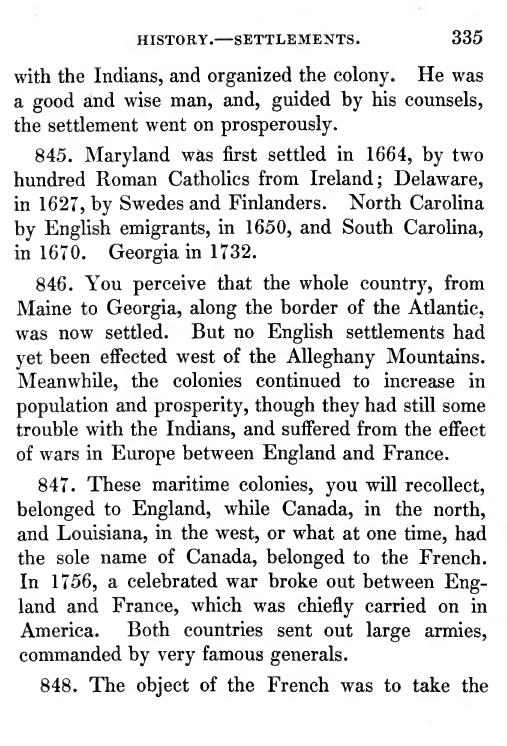 HISTORY.—SETTLEMENTS. 335
with the Indians, and organized the colony. He was
a good and wise man, and, guided by his counsels,
the settlement went on prosperously.
845. Maryland was first settled in 1664, by two
hundred Roman Catholics from Ireland; Delaware,
in 1627, by Swedes and Finlanders. North Carolina
by English emigrants, in 1650, and South Carolina,
in 1670. Georgia in 1732.
846. You perceive that the whole country, from
Maine to Georgia, along the border of the Atlantic,
was now settled. But no English settlements had
yet been effected west of the Alleghany Mountains.
Meanwhile, the colonies continued to increase in
population and prosperity, though they had still some
trouble with the Indians, and suffered from the effect
of wars in Europe between England and France.
847. These maritime colonies, you will recollect,
belonged to England, while Canada, in the north,
and Louisiana, in the west, or what at one time, had
the sole name of Canada, belonged to the French.
In 1756, a celebrated war broke out between Eng-
land and France, which was chiefly carried on in
America. Both countries sent out large armies,
commanded by very famous generals.
848. The object of the French was to take the